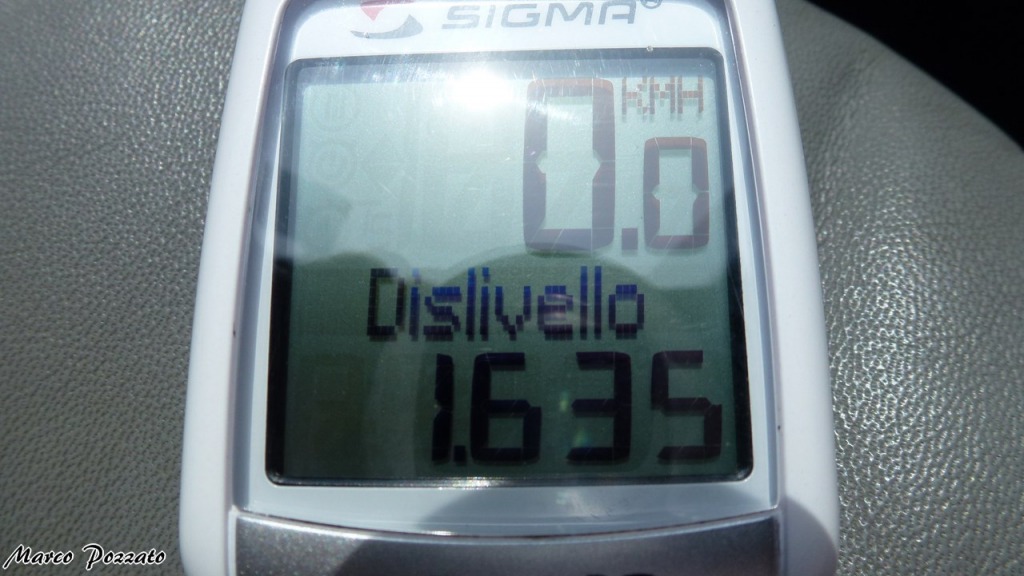 SIGMA
KMH
0.0
Dislivello
1.635
Marco Pozzato